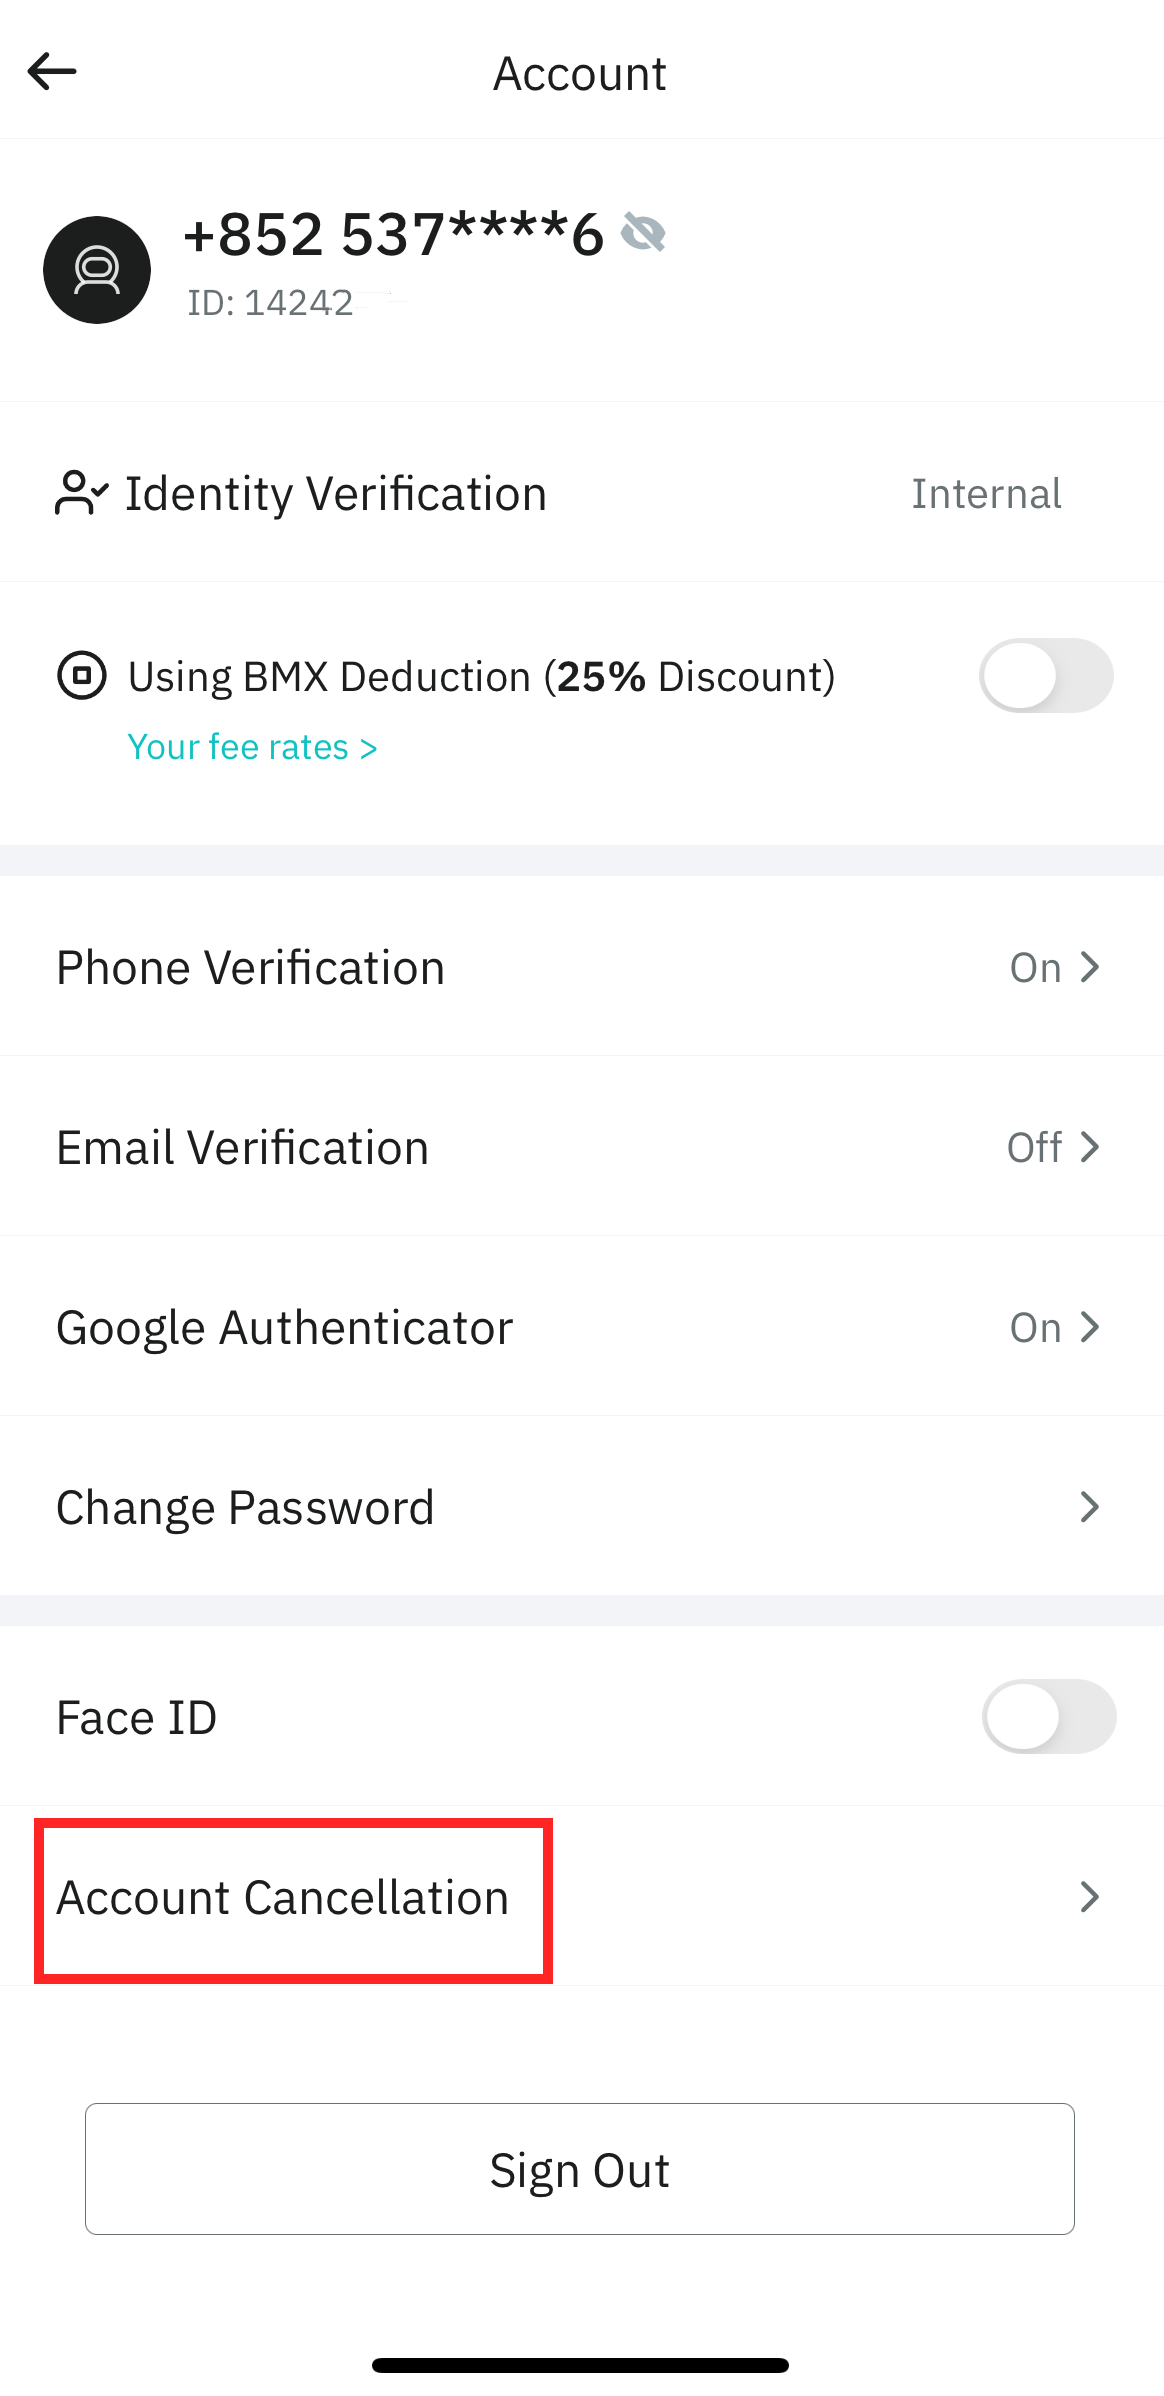 Account
+852 537****6
ID: 14242
Identity Verification Internal
Using BMX Deduction (25% Discount)
Your fee rates >
Phone Verification On >
Email Verification Off >
Google Authenticator On >
Change Password >
Face ID
Account Cancellation >
Sign Out